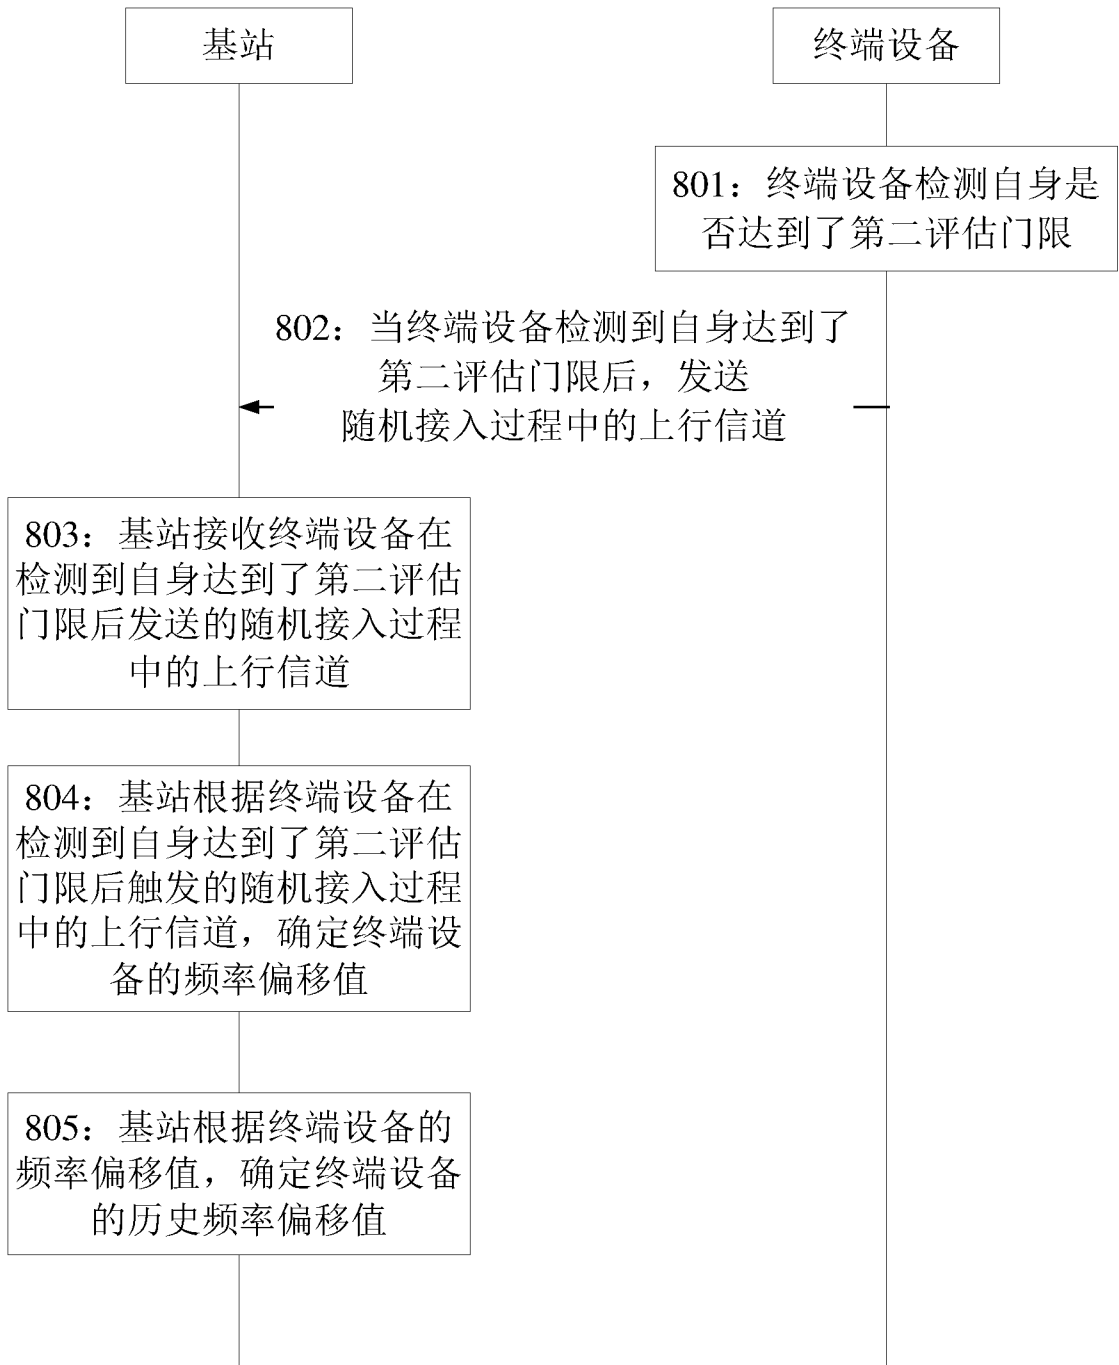 基站
终端设备
801：终端设备检测自身是
否达到了第二评估门限
802：当终端设备检测到自身达到了
第二评估门限后，发送
随机接入过程中的上行信道
803：基站接收终端设备在
检测到自身达到了第二评估
门限后发送的随机接入过程
中的上行信道
804：基站根据终端设备在
检测到自身达到了第二评估
门限后触发的随机接入过程
中的上行信道，确定终端设
备的频率偏移值
805：基站根据终端设备的
频率偏移值，确定终端设备
的历史频率偏移值